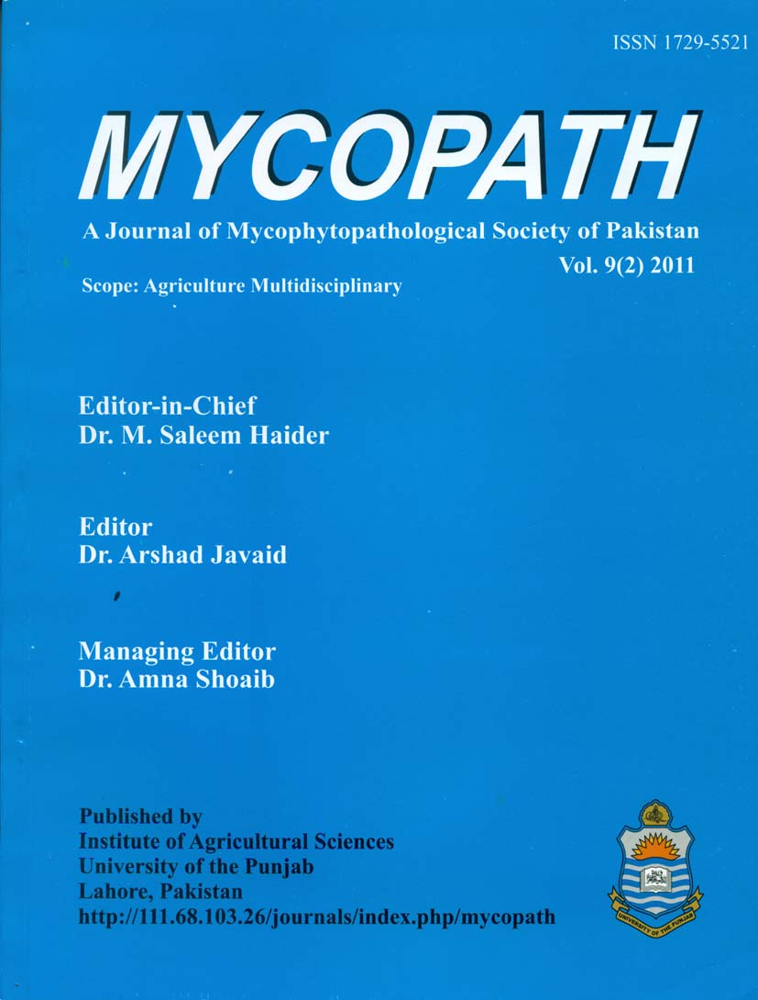 ISSN 1729-5521
MYCOPATH
A Journal of Mycophytopathological Society of Pakistan
Vol. 9(2) 2011
Scope: Agriculture Multidisciplinary
Editor-in-Chief
Dr. M. Saleem Haider
Editor
Dr. Arshad Javaid
Managing Editor
Dr. Amna Shoaib
Published by
Institute of Agricultural Sciences
University of the Punjab
Lahore, Pakistan
http://111.68.103.26/journals/index.php/mycopath
UNIVERSITY OF THE PUNJAB